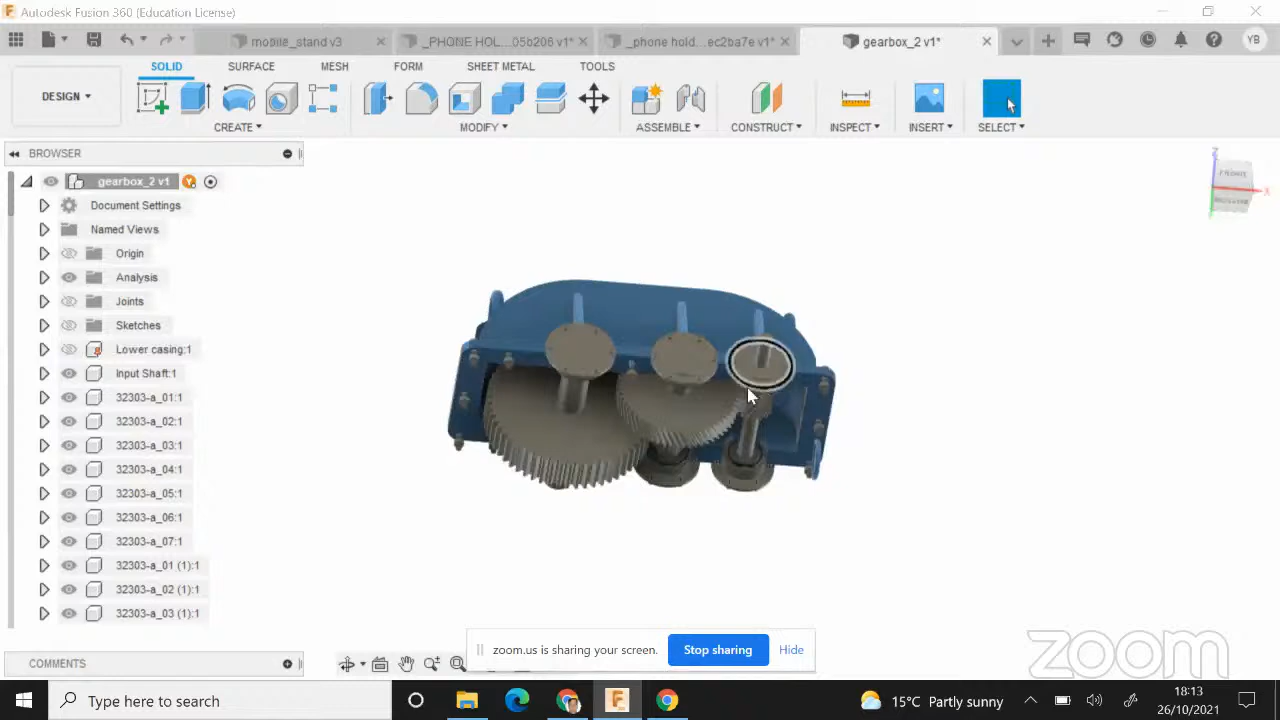 Autodesk Fusion 360 (Education License)
mobile_stand v3
_PHONE HOL...05b206 v1*
_phone hold...ec2ba7e v1*
gearbox_2 v1*
YB
SOLID
SURFACE
MESH
FORM
SHEET METAL
TOOLS
DESIGN
CREATE
MODIFY
ASSEMBLE
CONSTRUCT
INSPECT
INSERT
SELECT
BROWSER
gearbox_2 v1
Document Settings
Named Views
Origin
Analysis
Joints
Sketches
Lower casing:1
Input Shaft:1
32303-a_01:1
32303-a_02:1
32303-a_03:1
32303-a_04:1
32303-a_05:1
32303-a_06:1
32303-a_07:1
32303-a_01 (1):1
32303-a_02 (1):1
32303-a_03 (1):1
Z
FRONT
X
COMMENTS
zoom.us is sharing your screen.
Stop sharing
Hide
zoom
Type here to search
15°C Partly sunny
18:13
26/10/2021